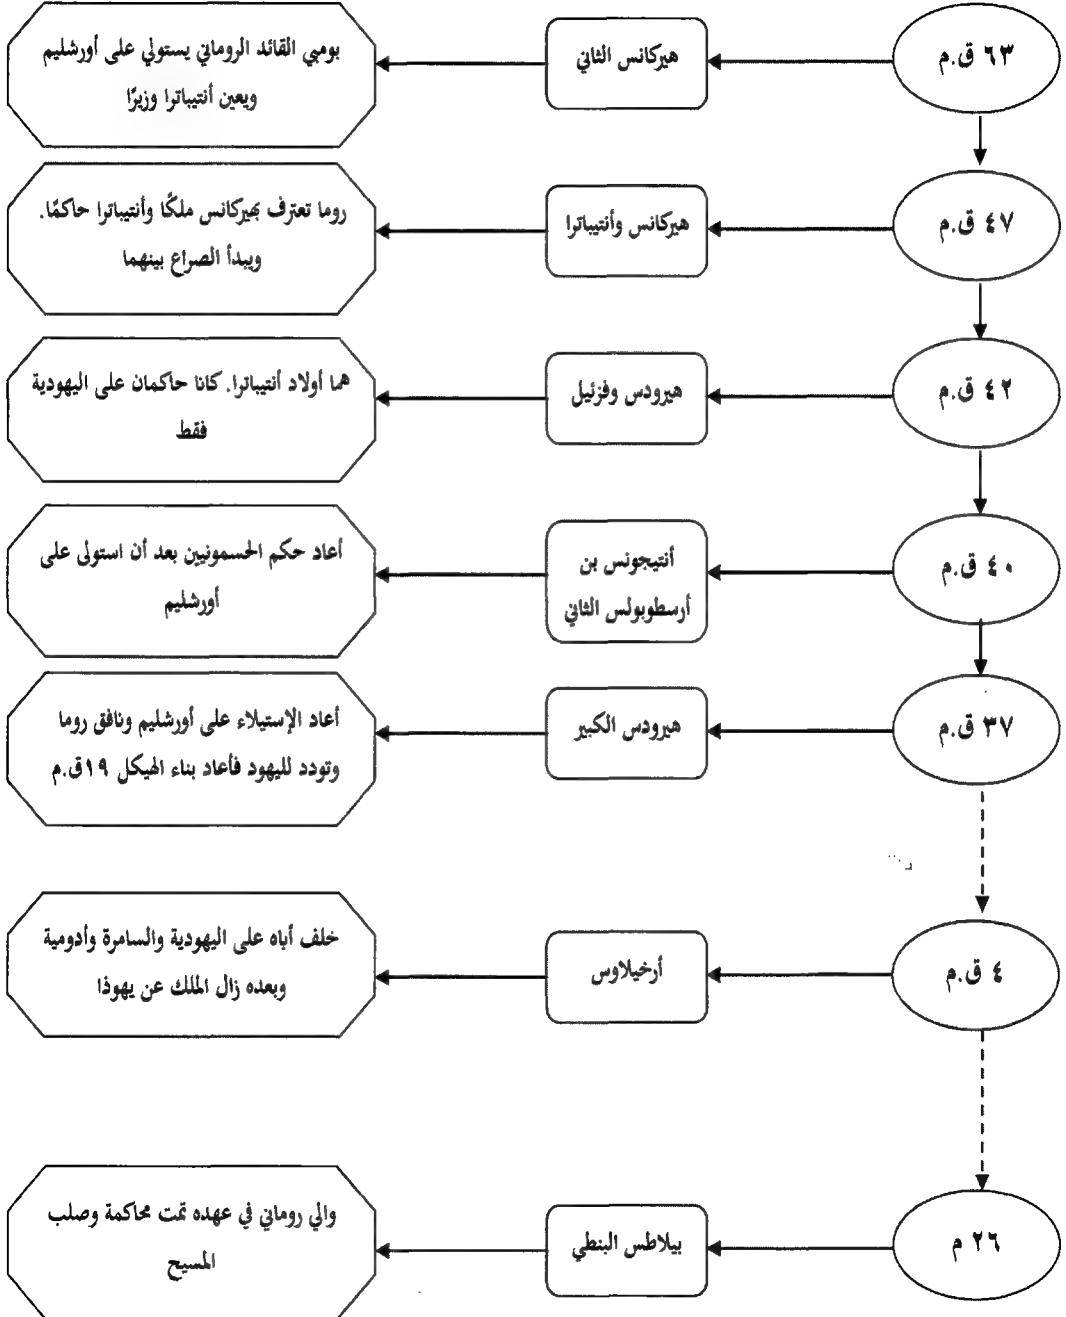 ٦٣ ق.م
هيركانس الثاني
بومبي القائد الروماني يستولي على أورشليم
ويعين أنتيباترا وزيرًا
٤٧ ق.م
هيركانس وأنتيباترا
روما تعترف بهيركانس ملكًا وأنتيباترا حاكمًا.
ويبدأ الصراع بينهما
٤٢ ق.م
هيرودس وفزئيل
هما أولاد أنتيباترا. كانا حاكمان على اليهودية
فقط
٤٠ ق.م
أنتيجونس بن
أرسطوبولس الثاني
أعاد حكم الحسمونيين بعد أن استولى على
أورشليم
٣٧ ق.م
هيرودس الكبير
أعاد الإستيلاء على أورشليم ونافق روما
وتودد لليهود فأعاد بناء الهيكل ١٩ق.م
٤ ق.م
أرخيلاوس
خلف أباه على اليهودية والسامرة وأدومية
وبعده زال الملك عن يهوذا
٢٦ م
بيلاطس البنطي
والي روماني في عهده تمت محاكمة وصلب
المسيح